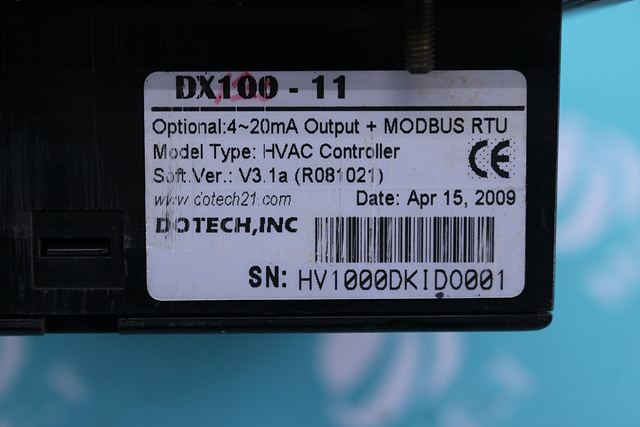 DX100 - 11
Optional:4~20mA Output + MODBUS RTU
Model Type: HVAC Controller
CE
Soft.Ver.: V3.1a (R081021)
www.dotech21.com Date: Apr 15, 2009
DOTECH,INC
SN: HV1000DKID0001